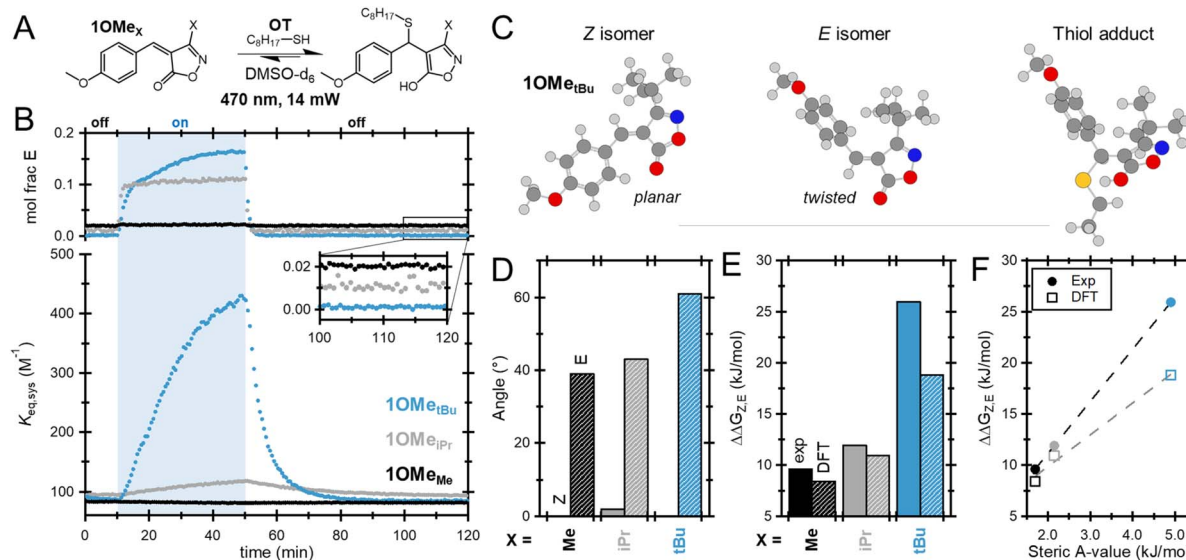 A
1OMeX
X
N
O
O
O
OT
C8H17
SH
DMSO-d6
470 nm, 14 mW
C8H17
S
X
N
O
HO
O
B
off
on
off
mol frac E
0.2
0.1
0.0
0.02
0.00
100
110
120
Keq,sys (M-1)
500
450
400
350
300
250
200
150
100
50
1OMetBu
1OMeiPr
1OMeMe
0
20
40
60
80
100
120
time (min)
C
Z isomer
E isomer
Thiol adduct
1OMetBu
planar
twisted
D
Angle (°)
60
40
20
0
Z
E
X =
Me
iPr
tBu
E
ΔΔGZ,E (kJ/mol)
30
25
20
15
10
5
exp
DFT
X =
Me
iPr
tBu
F
ΔΔGZ,E (kJ/mol)
30
25
20
15
10
5
Exp
DFT
2.0
3.0
4.0
5.0
Steric A-value (kJ/mo